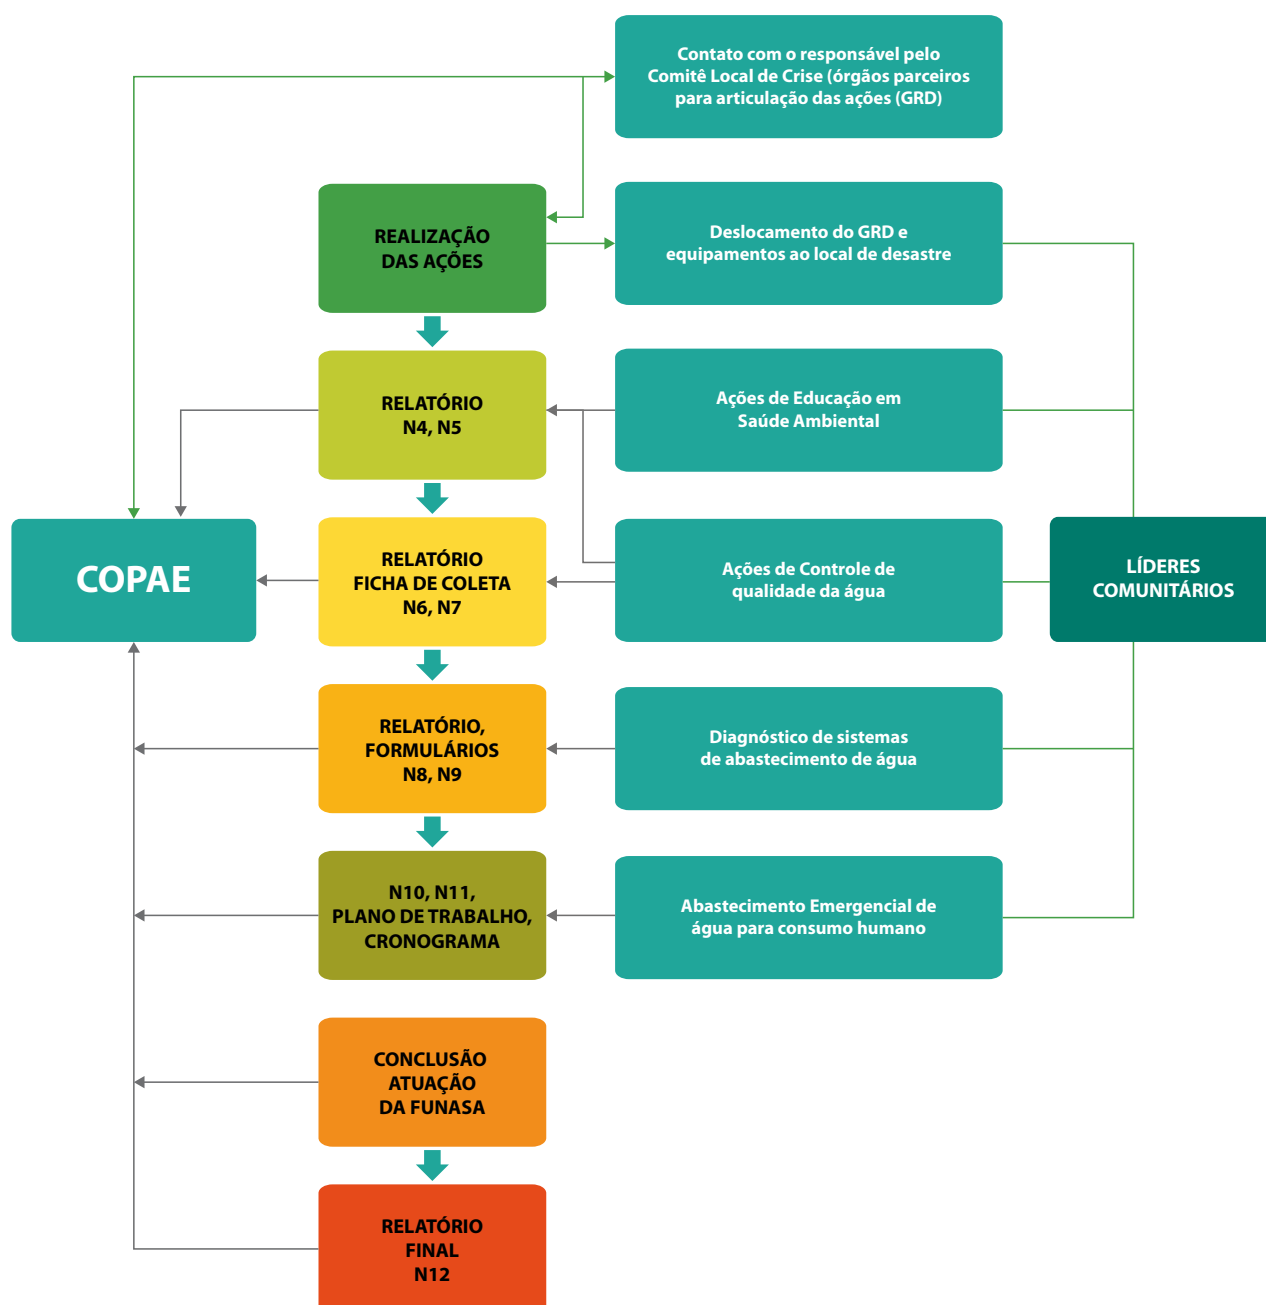 Contato com o responsável pelo
Comitê Local de Crise (órgãos parceiros
para articulação das ações (GRD)
REALIZAÇÃO
DAS AÇÕES
Deslocamento do GRD e
equipamentos ao local de desastre
RELATÓRIO
N4, N5
Ações de Educação em
Saúde Ambiental
COPAE
RELATÓRIO
FICHA DE COLETA
N6, N7
Ações de Controle de
qualidade da água
LÍDERES
COMUNITÁRIOS
RELATÓRIO,
FORMULÁRIOS
N8, N9
Diagnóstico de sistemas
de abastecimento de água
N10, N11,
PLANO DE TRABALHO,
CRONOGRAMA
Abastecimento Emergencial de
água para consumo humano
CONCLUSÃO
ATUAÇÃO
DA FUNASA
RELATÓRIO
FINAL
N12